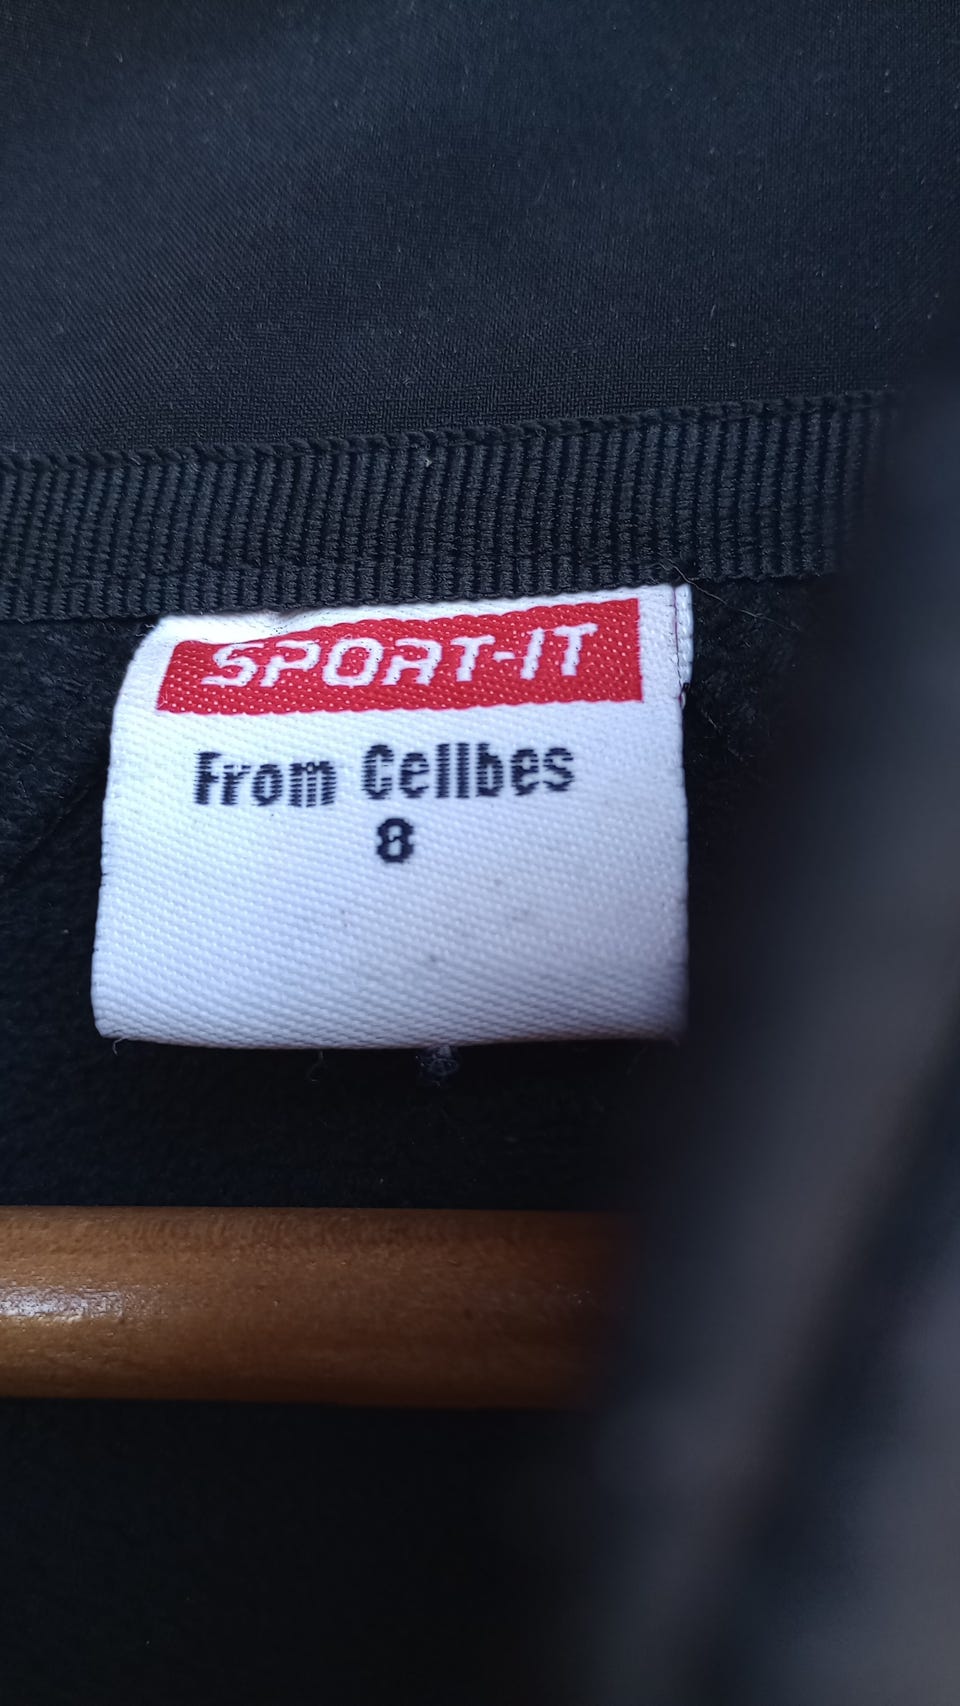 SPORT-IT
From Cellbes
8